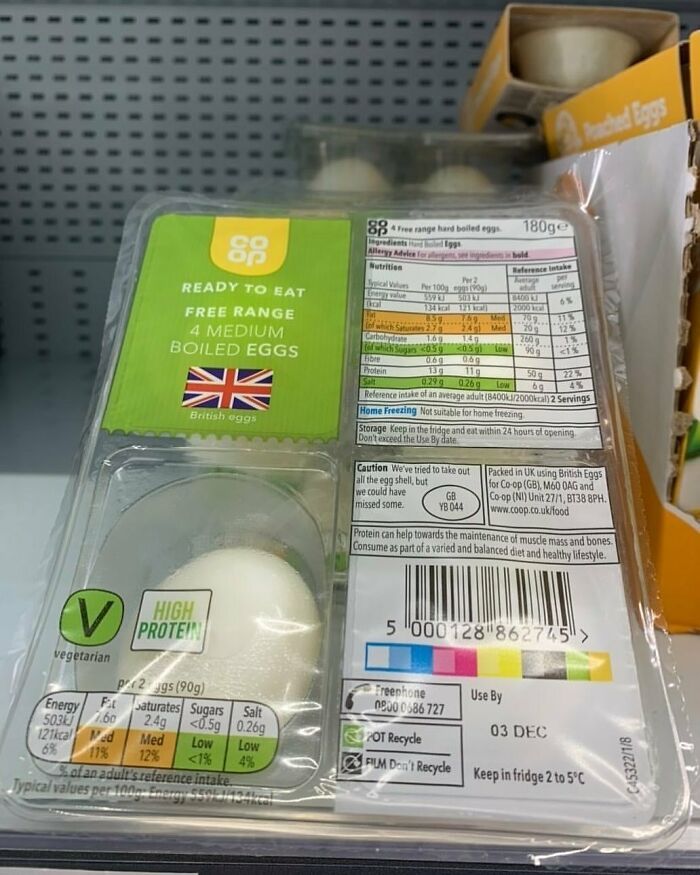 Poached Eggs
CO
OP
READY TO EAT
FREE RANGE
4 MEDIUM
BOILED EGGS
British eggs
CO
OP
4 Free range hard boiled eggs.
180g℮
Ingredients Hard Boiled Eggs
Allergy Advice For allergens, see ingredients in bold.
Nutrition
Reference Intake
Typical Values Per 100g Per 2 eggs (90g) Average adult per serving
Energy value 559 kJ 503 kJ 8400 kJ 6%
(kcal 134 kcal 121 kcal) 2000 kcal
Fat 8.5g 7.6g Med 70g 11%
(of which Saturates 2.7g 2.4g) Med 20g 12%
Carbohydrate 1.6g 1.4g 260g 1%
(of which Sugars <0.5g <0.5g) Low 90g <1%
Fibre 0.6g 0.6g
Protein 13g 11g 50g 22%
Salt 0.29g 0.26g Low 6g 4%
Reference intake of an average adult (8400kJ/2000kcal) 2 Servings
Home Freezing Not suitable for home freezing.
Storage Keep in the fridge and eat within 24 hours of opening.
Don't exceed the Use By date.
Caution We've tried to take out
all the egg shell, but
we could have
missed some.
GB
YB 044
Packed in UK using British Eggs
for Co-op (GB), M60 0AG and
Co-op (NI) Unit 27/1, BT38 8PH.
www.coop.co.uk/food
Protein can help towards the maintenance of muscle mass and bones.
Consume as part of a varied and balanced diet and healthy lifestyle.
5 000128 862745 >
Freephone
0800 0686 727
POT Recycle
FILM Don't Recycle
Use By
03 DEC
Keep in fridge 2 to 5°C
C45322/1/8
V
vegetarian
HIGH
PROTEIN
per 2 eggs (90g)
Energy Fat Saturates Sugars Salt
503kJ 7.6g 2.4g <0.5g 0.26g
121kcal Med Med Low Low
6% 11% 12% <1% 4%
% of an adult's reference intake.
Typical values per 100g: Energy 559kJ/134kcal